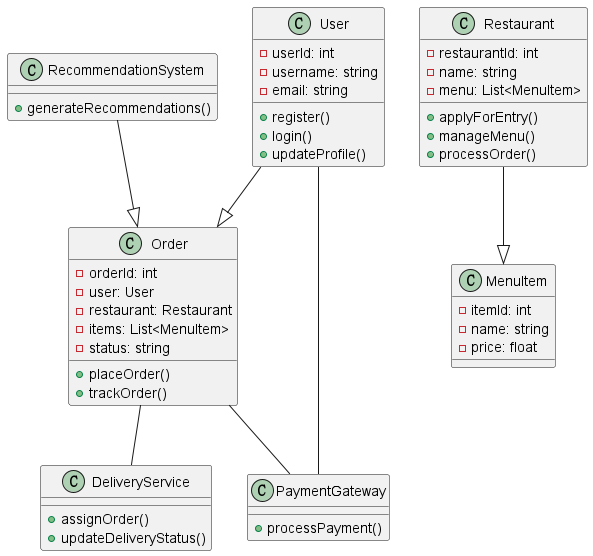 C RecommendationSystem
generateRecommendations()
C User
userId: int
username: string
email: string
register()
login()
updateProfile()
C Restaurant
restaurantId: int
name: string
menu: List<MenuItem>
applyForEntry()
manageMenu()
processOrder()
C Order
orderId: int
user: User
restaurant: Restaurant
items: List<MenuItem>
status: string
placeOrder()
trackOrder()
C MenuItem
itemId: int
name: string
price: float
C DeliveryService
assignOrder()
updateDeliveryStatus()
C PaymentGateway
processPayment()